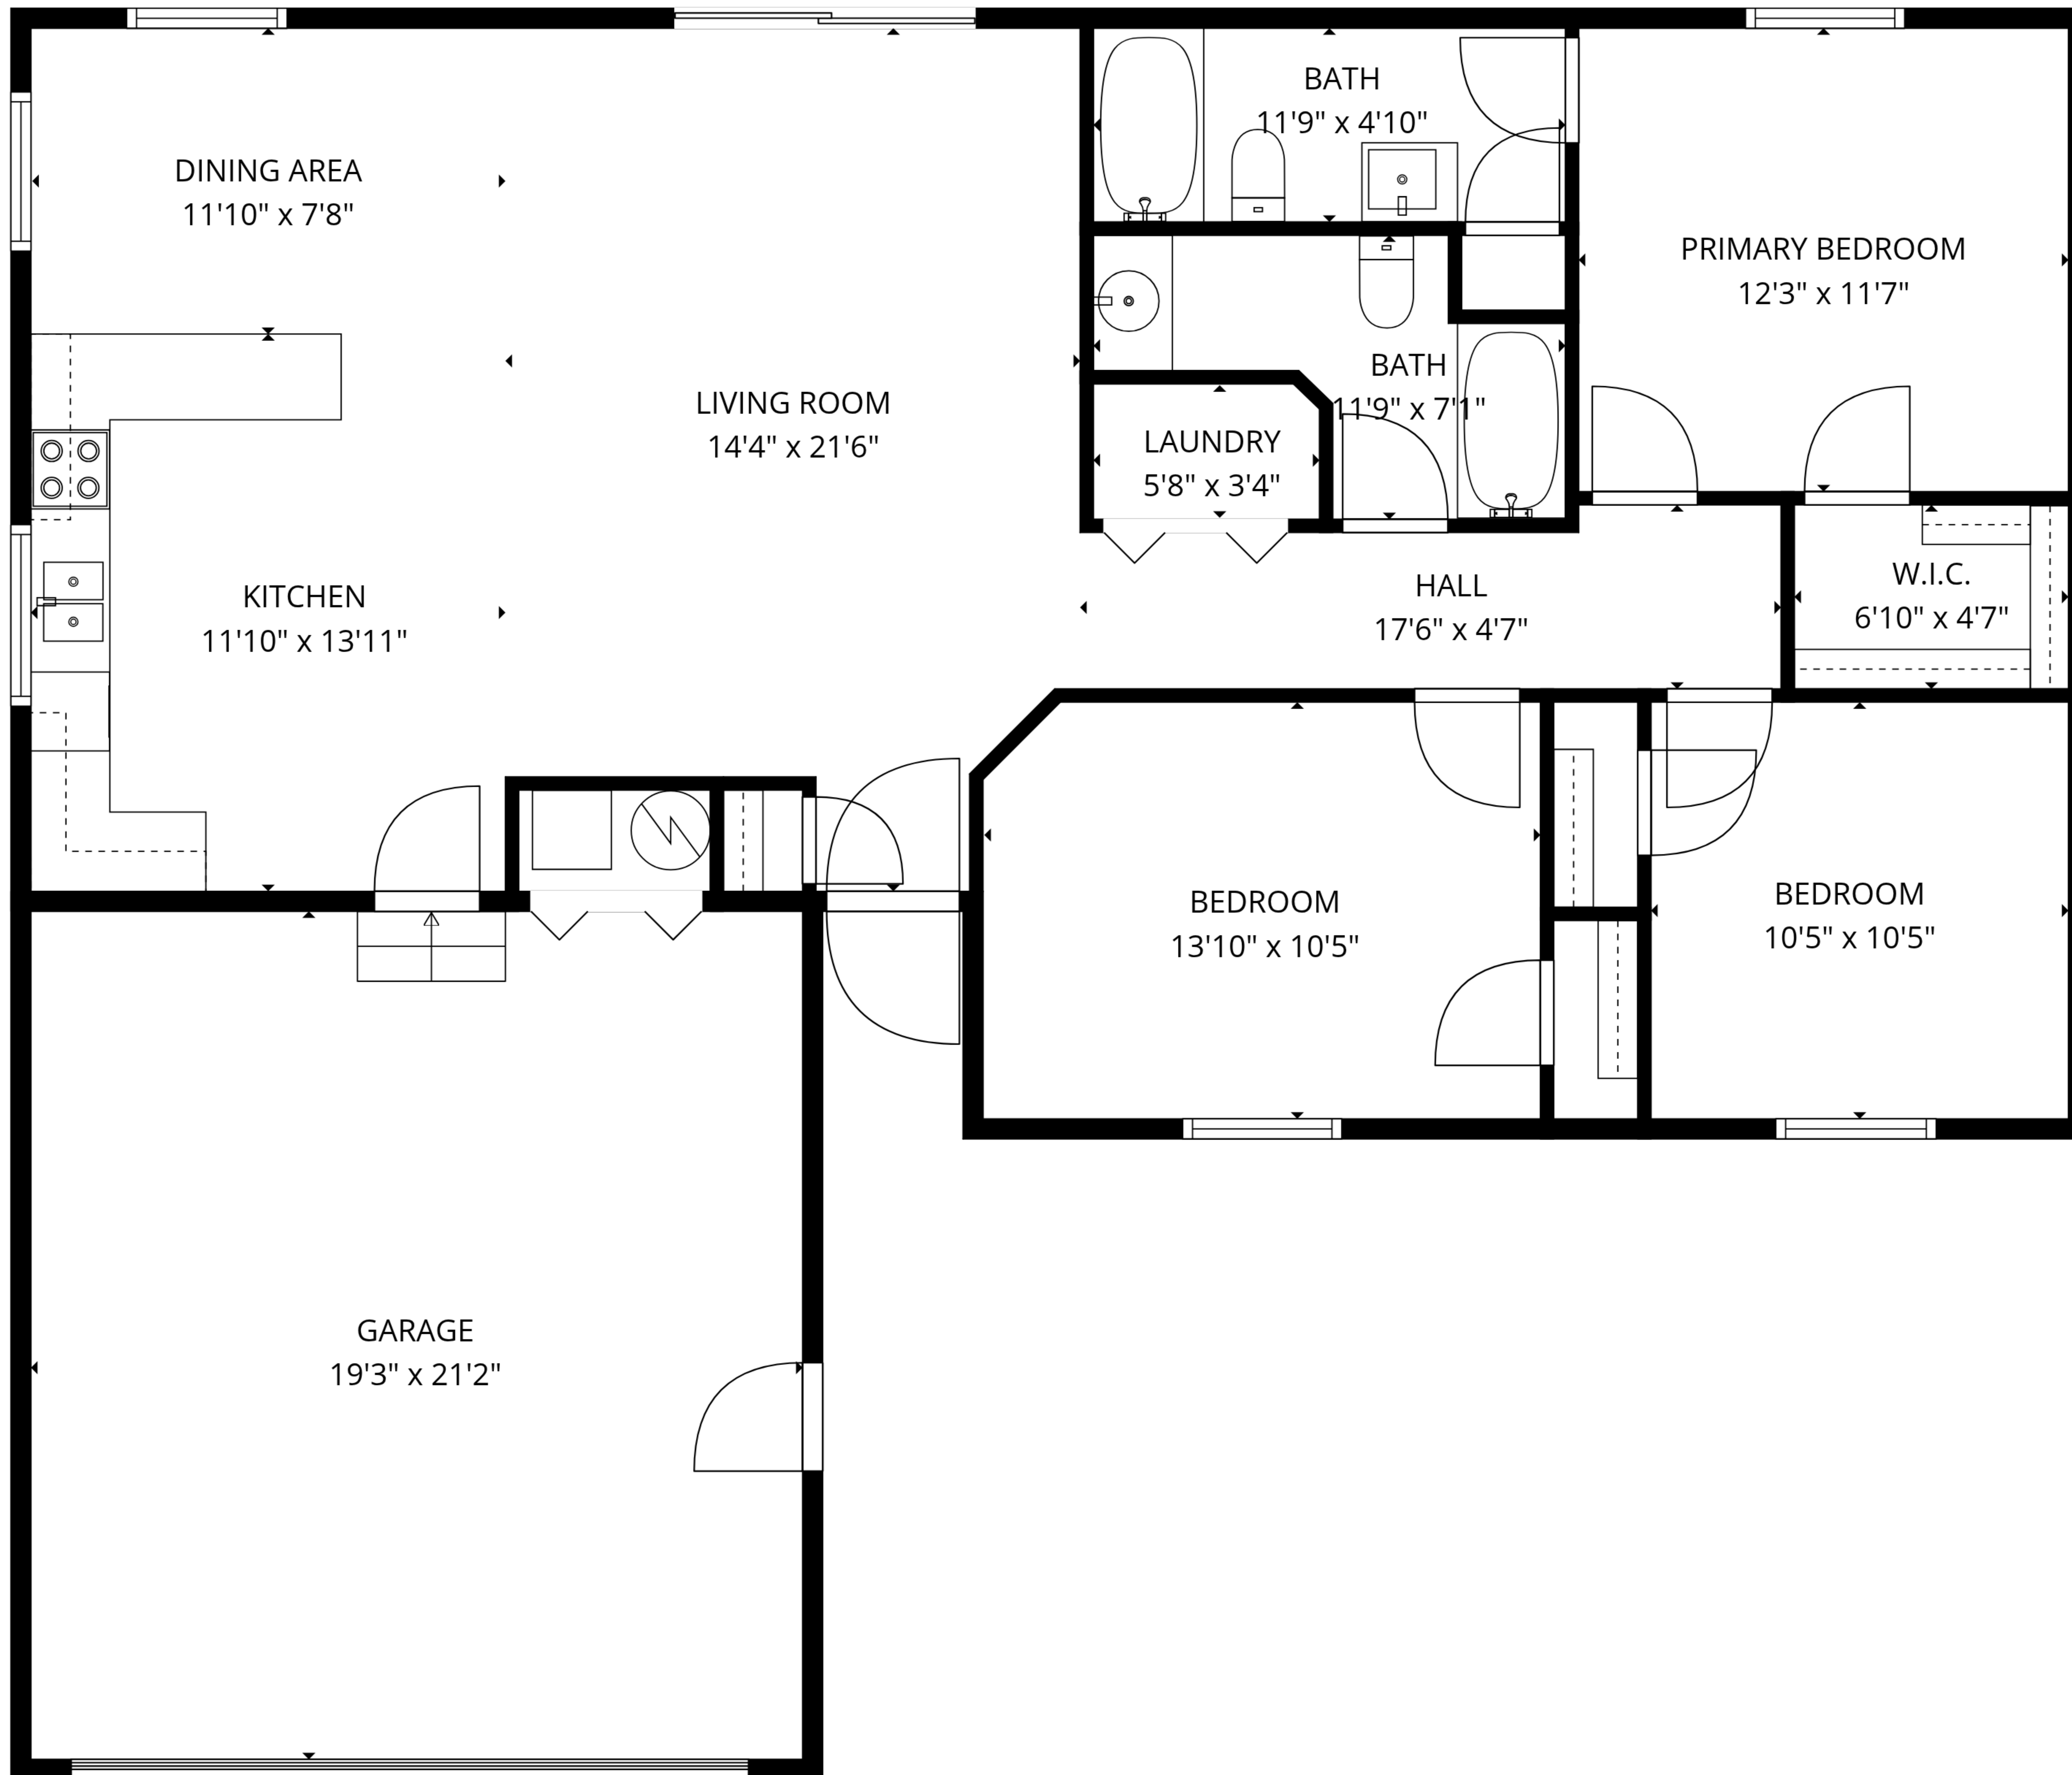 BATH
11'9" x 4'10"
DINING AREA
11'10" x 7'8"
PRIMARY BEDROOM
12'3" x 11'7"
BATH
11'9" x 7'1"
LIVING ROOM
14'4" x 21'6"
LAUNDRY
5'8" x 3'4"
KITCHEN
11'10" x 13'11"
HALL
17'6" x 4'7"
W.I.C.
6'10" x 4'7"
BEDROOM
13'10" x 10'5"
BEDROOM
10'5" x 10'5"
GARAGE
19'3" x 21'2"